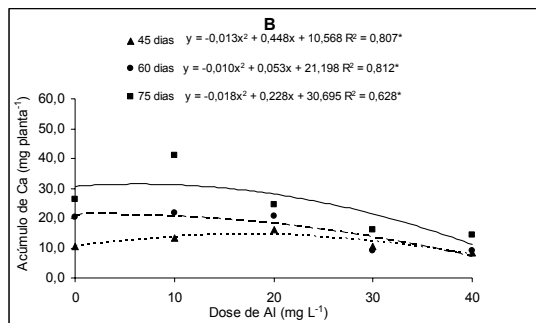 B
45 dias y = -0,013x² + 0,448x + 10,568 R² = 0,807*
60 dias y = -0,010x² + 0,053x + 21,198 R² = 0,812*
75 dias y = -0,018x² + 0,228x + 30,695 R² = 0,628*
Acúmulo de Ca (mg planta⁻¹)
60,0
50,0
40,0
30,0
20,0
10,0
0,0
0 10 20 30 40
Dose de Al (mg L⁻¹)